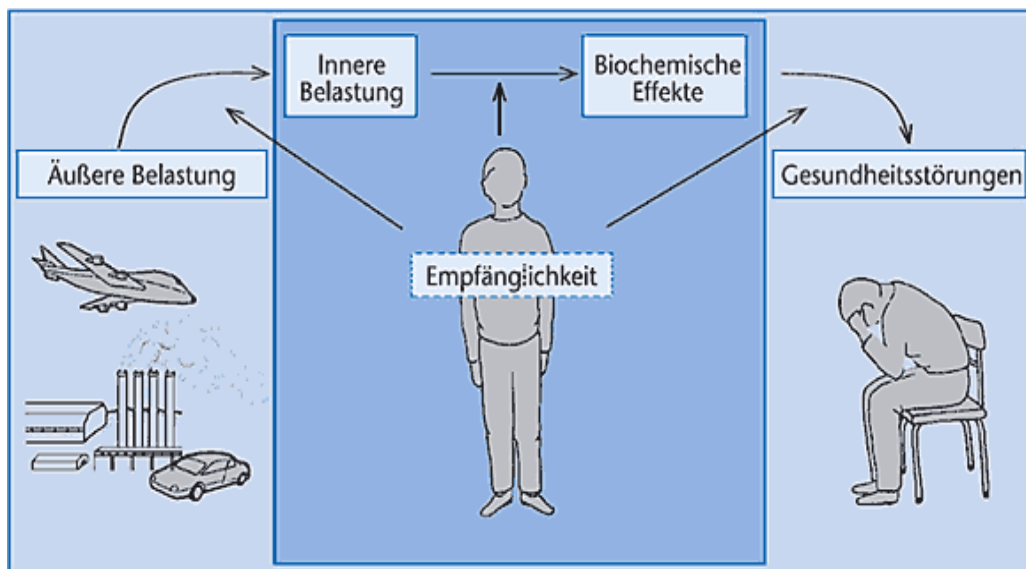 Innere
Belastung
Biochemische
Effekte
Äußere Belastung
Gesundheitsstörungen
Empfänglichkeit